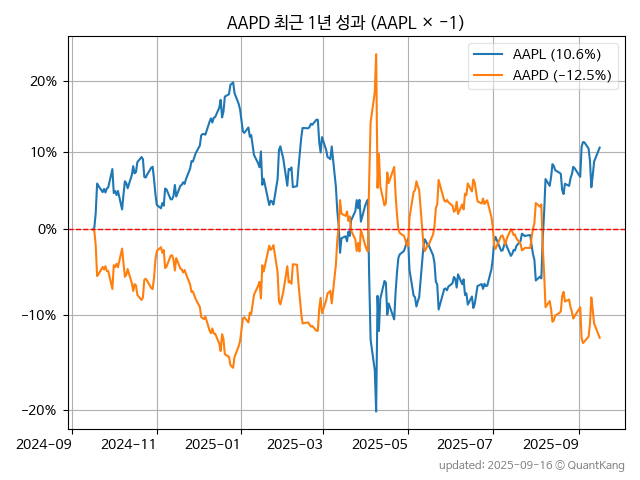 AAPD 최근 1년 성과 (AAPL × -1)
AAPL (10.6%)
AAPD (-12.5%)
20%
10%
0%
-10%
-20%
2024-09 2024-11 2025-01 2025-03 2025-05 2025-07 2025-09
updated: 2025-09-16 © QuantKang